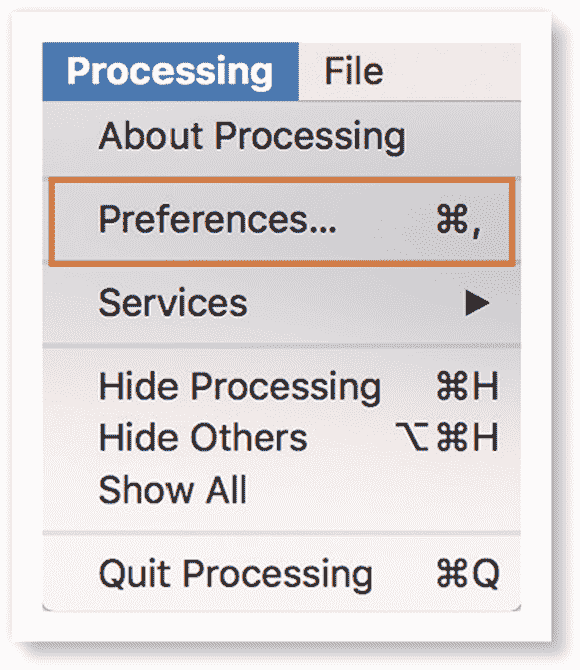 Processing File
About Processing
Preferences... ⌘,
Services ▶
Hide Processing ⌘H
Hide Others ⌥⌘H
Show All
Quit Processing ⌘Q